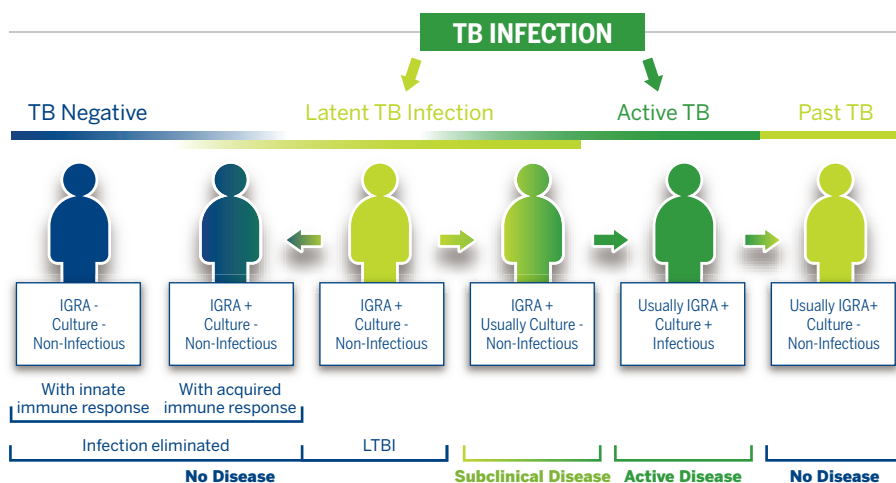 TB INFECTION
TB Negative
Latent TB Infection
Active TB
Past TB
IGRA -
Culture -
Non-Infectious
IGRA +
Culture -
Non-Infectious
IGRA +
Culture -
Non-Infectious
IGRA +
Usually Culture -
Non-Infectious
Usually IGRA +
Culture +
Infectious
Usually IGRA+
Culture -
Non-Infectious
With innate
immune response
With acquired
immune response
Infection eliminated
LTBI
No Disease
Subclinical Disease
Active Disease
No Disease